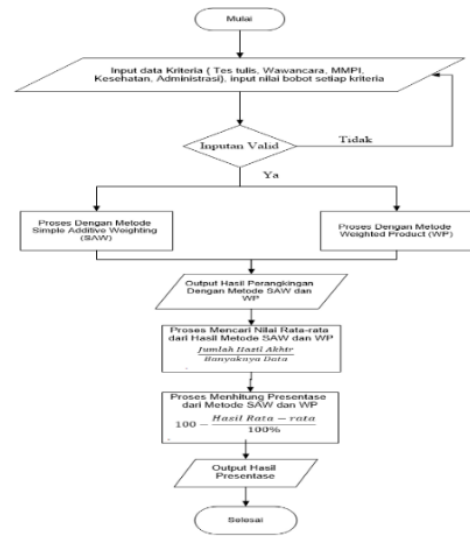 Mulai
Input data Kriteria ( Tes tulis, Wawancara, MMPI,
Kesehatan, Administrasi), input nilai bobot setiap kriteria
Inputan Valid
Tidak
Ya
Proses Dengan Metode
Simple Additive Weighting
(SAW)
Proses Dengan Metode
Weighted Product (WP)
Output Hasil Perangkingan
Dengan Metode SAW dan
WP
Proses Mencari Nilai Rata-rata
dari Hasil Metode SAW dan WP
Jumlah Hasil Akhir
Banyaknya Data
Proses Menhitung Presentase
dari Metode SAW dan WP
100 − Hasil Rata − rata
100%
Output Hasil
Presentase
Selesai